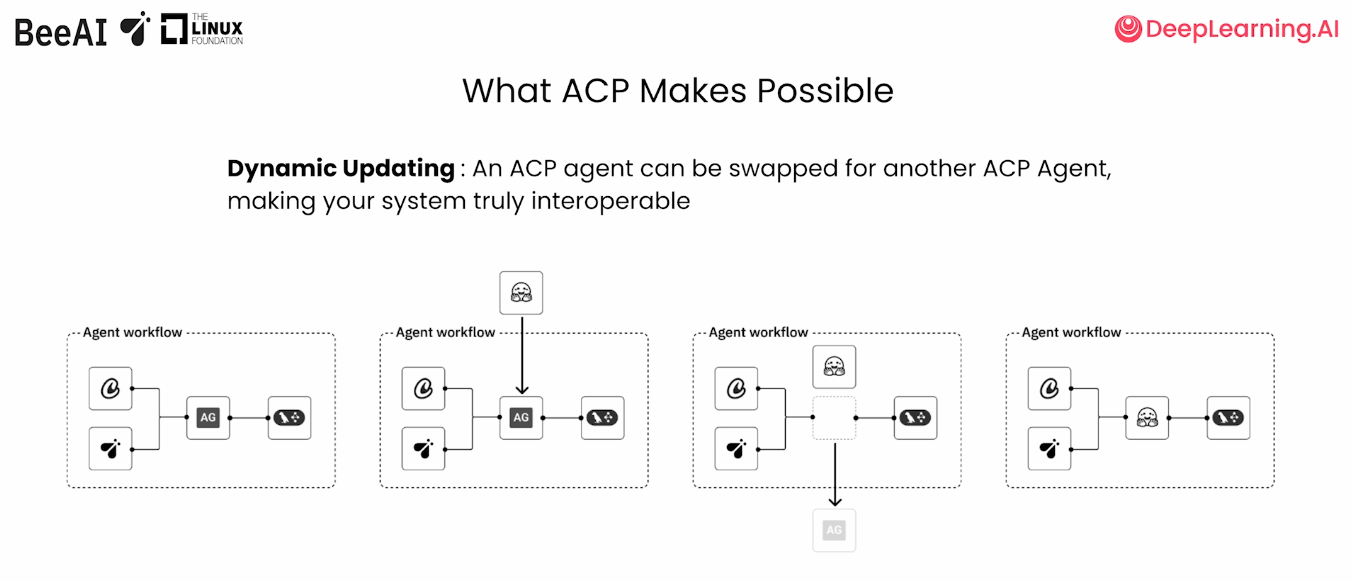 BeeAI
THE
LINUX
FOUNDATION
DeepLearning.AI
What ACP Makes Possible
Dynamic Updating : An ACP agent can be swapped for another ACP Agent,
making your system truly interoperable
Agent workflow
AG
Agent workflow
AG
Agent workflow
AG
Agent workflow